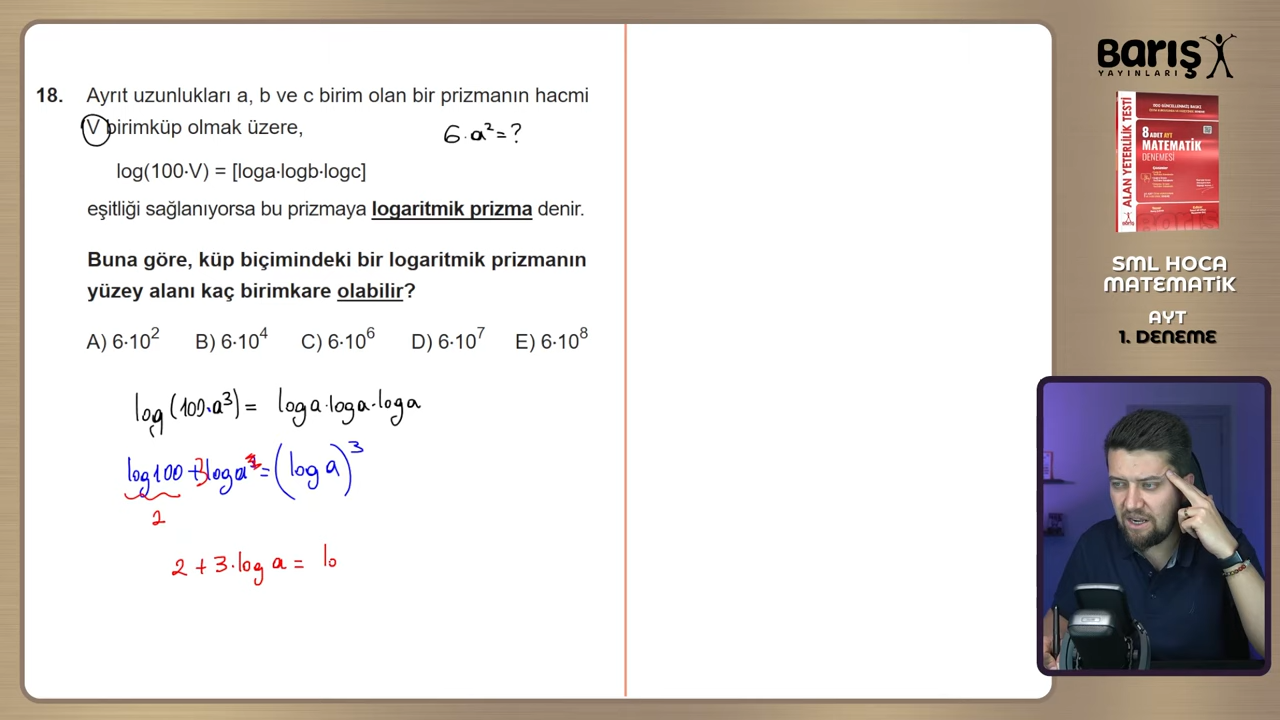 18. Ayrıt uzunlukları a, b ve c birim olan bir prizmanın hacmi
V birimküp olmak üzere,
6·a²=?
log(100·V) = [loga·logb·logc]
eşitliği sağlanıyorsa bu prizmaya logaritmik prizma denir.
Buna göre, küp biçimindeki bir logaritmik prizmanın
yüzey alanı kaç birimkare olabilir?
A) 6·10² B) 6·10⁴ C) 6·10⁶ D) 6·10⁷ E) 6·10⁸
log(100·a³) = loga·loga·loga
log100 + 3loga = (log a)³
2
2 + 3·log a = lo
Barış
YAYINLARI
ALAN YETERLİLİK TESTİ
8 ADET AYT
MATEMATİK
DENEMESİ
Barış
SML HOCA
MATEMATİK
AYT
1. DENEME